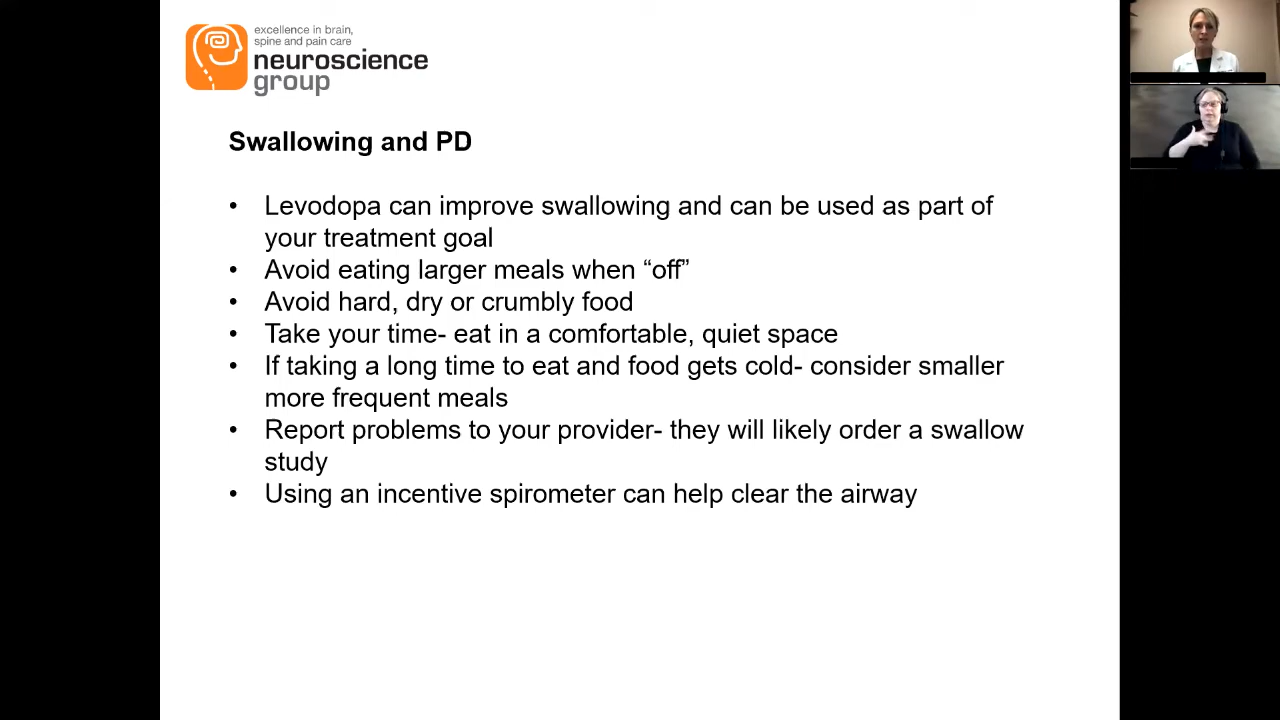 excellence in brain,
spine and pain care
neuroscience
group
Swallowing and PD
• Levodopa can improve swallowing and can be used as part of
your treatment goal
• Avoid eating larger meals when “off”
• Avoid hard, dry or crumbly food
• Take your time- eat in a comfortable, quiet space
• If taking a long time to eat and food gets cold- consider smaller
more frequent meals
• Report problems to your provider- they will likely order a swallow
study
• Using an incentive spirometer can help clear the airway